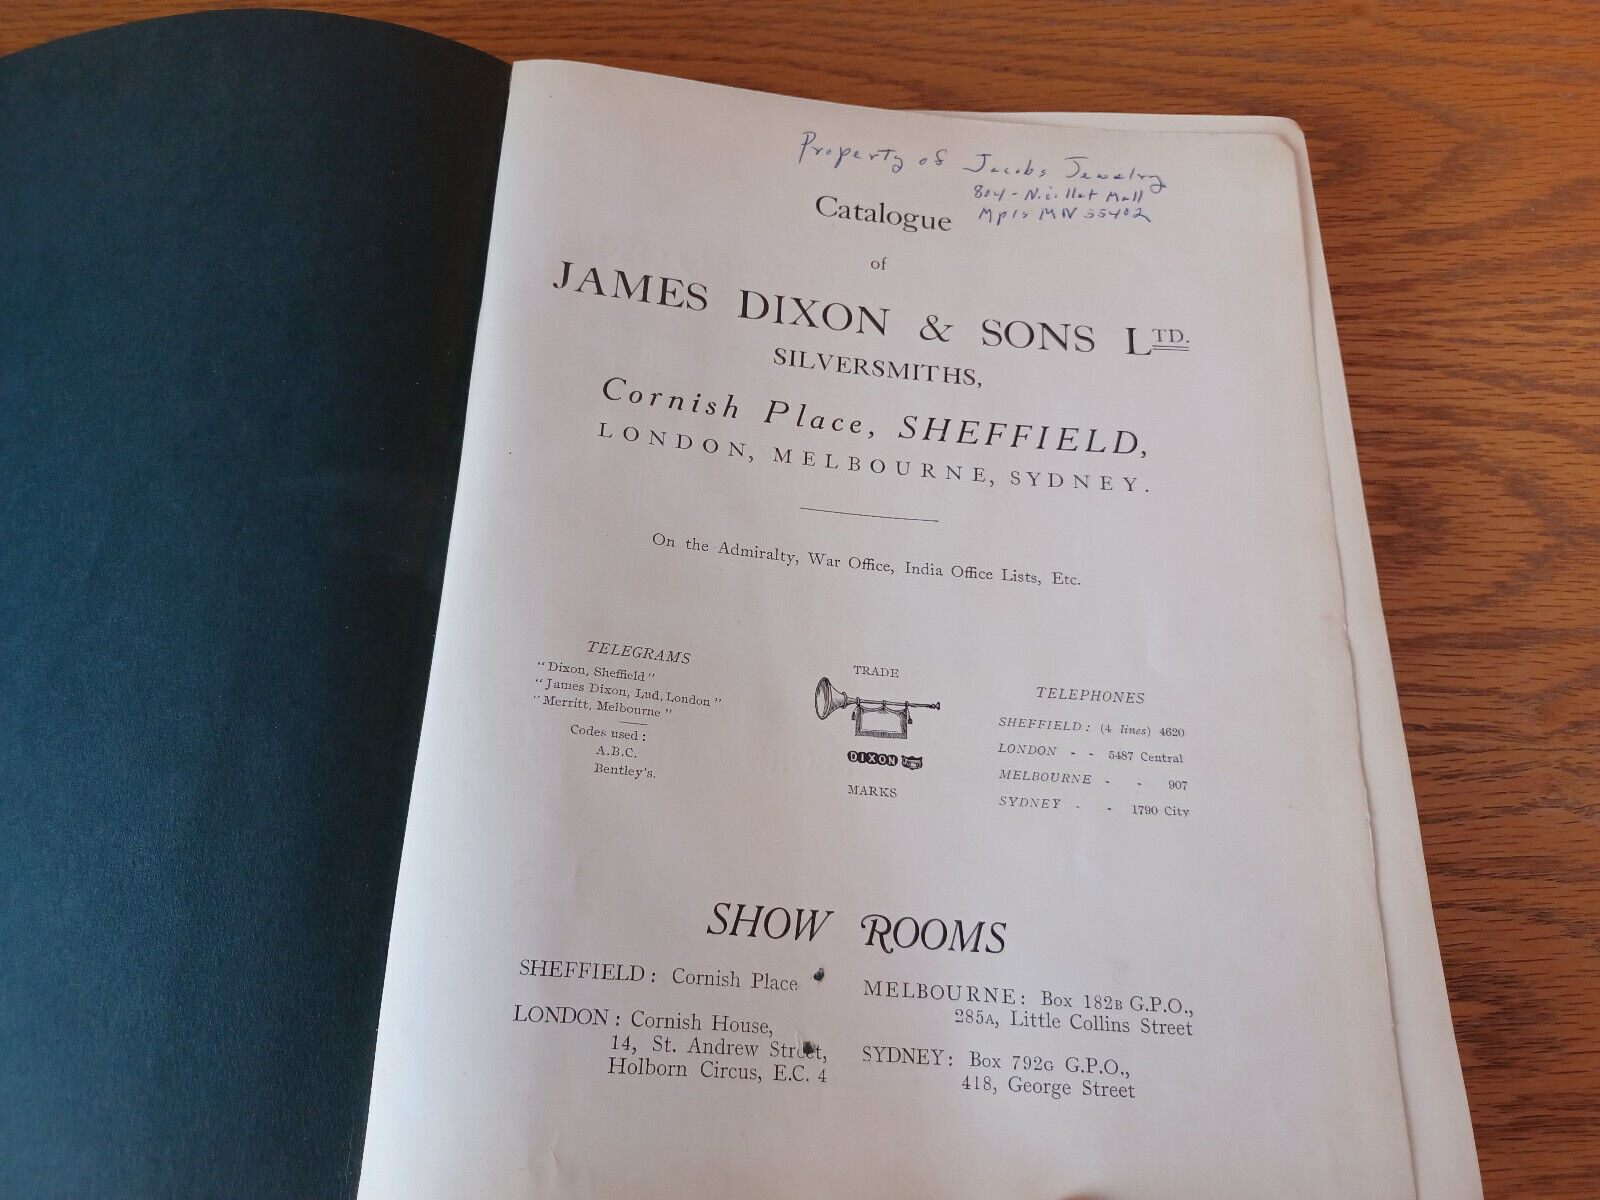 Property of Jacobs Jewelry
804 - Nicollet Mall
Mpls MN 55402
Catalogue
of
JAMES DIXON & SONS LTD.
SILVERSMITHS,
Cornish Place, SHEFFIELD,
LONDON, MELBOURNE, SYDNEY.
On the Admiralty, War Office, India Office Lists, Etc.
TELEGRAMS
"Dixon, Sheffield"
"James Dixon, Lud, London"
"Merritt, Melbourne"
Codes used:
A.B.C.
Bentley's.
TRADE
DIXON
MARKS
TELEPHONES
SHEFFIELD: (4 lines) 4620
LONDON - - 5487 Central
MELBOURNE - - 907
SYDNEY - - 1790 City
SHOW ROOMS
SHEFFIELD: Cornish Place
LONDON: Cornish House,
14, St. Andrew Street,
Holborn Circus, E.C. 4
MELBOURNE: Box 182B G.P.O.,
285A, Little Collins Street
SYDNEY: Box 792G G.P.O.,
418, George Street